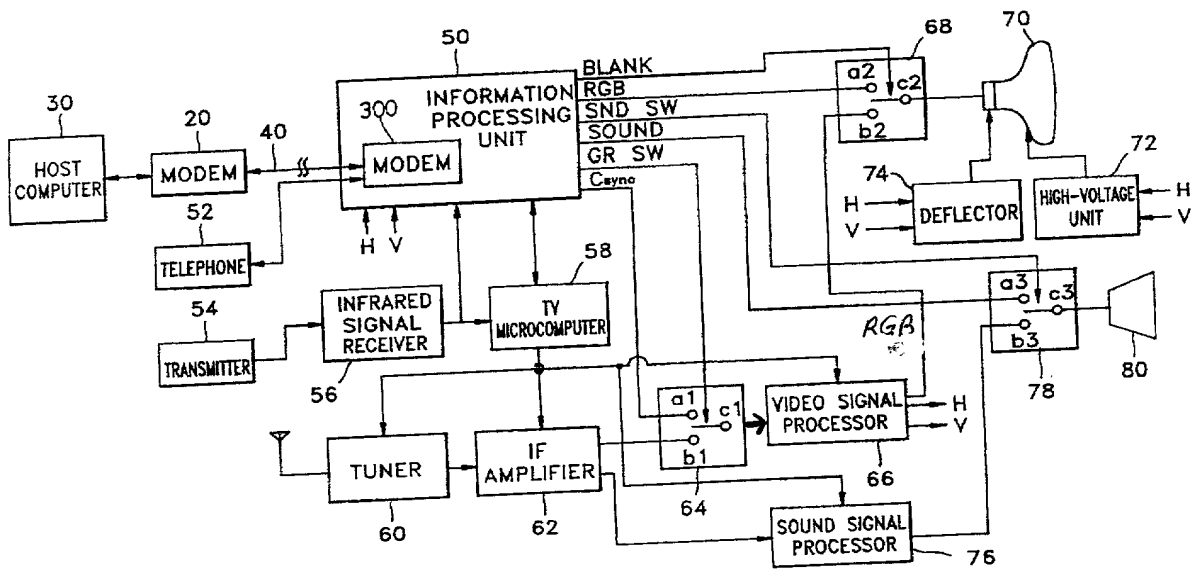 50
BLANK
RGB
SND SW
SOUND
GR SW
Csync
INFORMATION
PROCESSING
UNIT
300
MODEM
30
HOST
COMPUTER
20
MODEM
40
52
TELEPHONE
H
V
68
a2
c2
b2
70
72
HIGH-VOLTAGE
UNIT
H
V
74
DEFLECTOR
H
V
54
TRANSMITTER
INFRARED
SIGNAL
RECEIVER
56
58
TV
MICROCOMPUTER
RGB
a3
c3
b3
78
80
TUNER
60
IF
AMPLIFIER
62
a1
c1
b1
64
VIDEO SIGNAL
PROCESSOR
66
H
V
SOUND SIGNAL
PROCESSOR
76